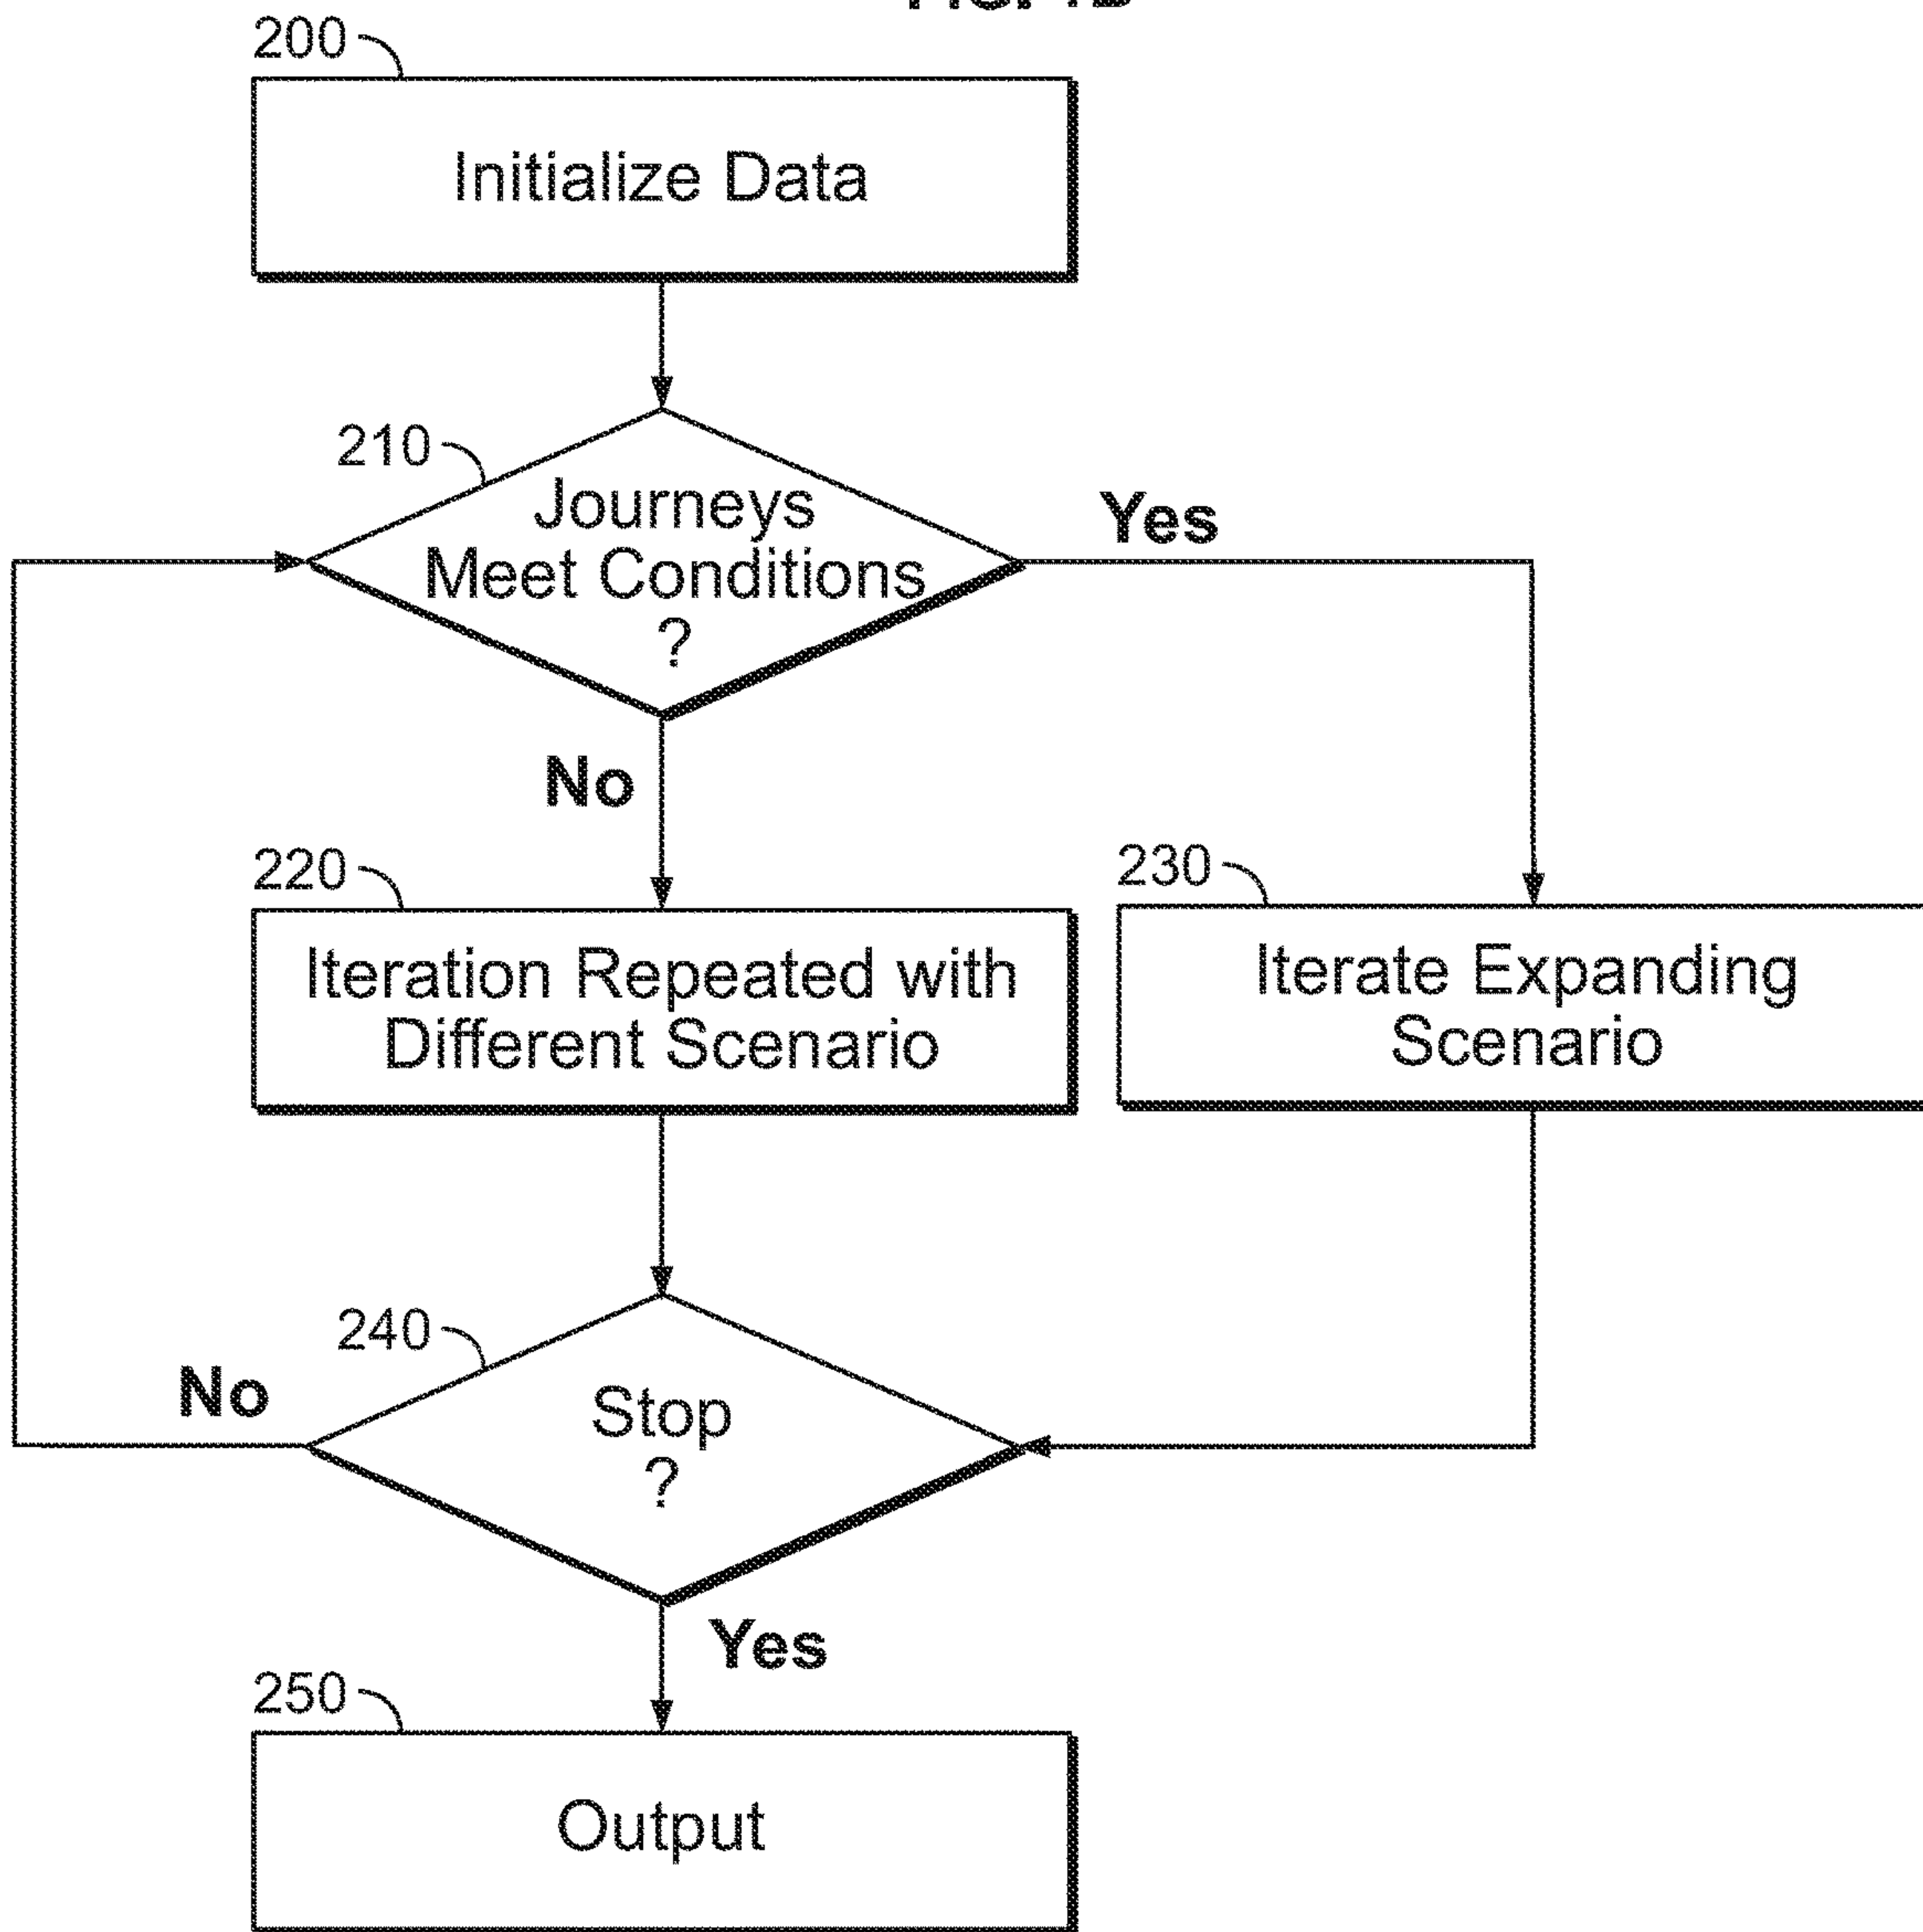 200
Initialize Data
210
Journeys
Meet Conditions
?
Yes
No
220
Iteration Repeated with
Different Scenario
230
Iterate Expanding
Scenario
240
No
Stop
?
Yes
250
Output